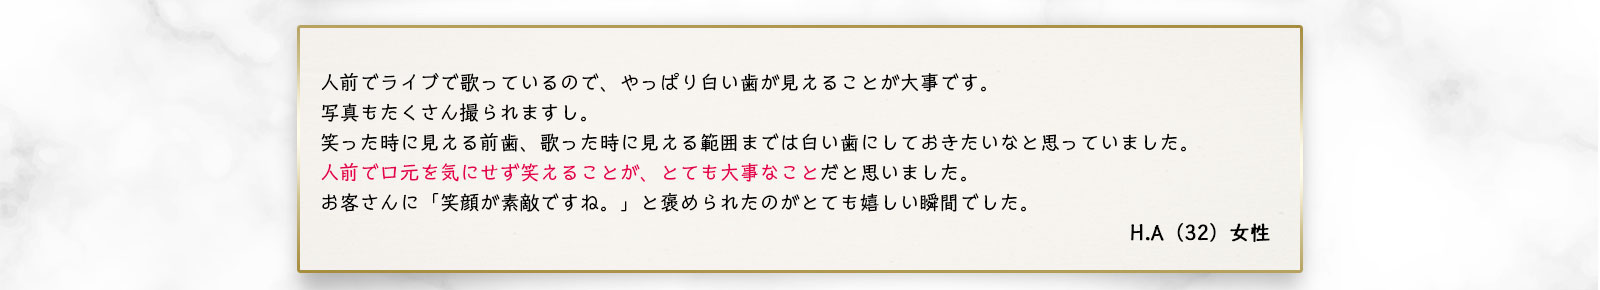 人前でライブで歌っているので、やっぱり白い歯が見えることが大事です。
写真もたくさん撮られますし。
笑った時に見える前歯、歌った時に見える範囲までは白い歯にしておきたいなと思っていました。
人前で口元を気にせず笑えることが、とても大事なことだと思いました。
お客さんに「笑顔が素敵ですね。」と褒められたのがとても嬉しい瞬間でした。
H.A（32）女性